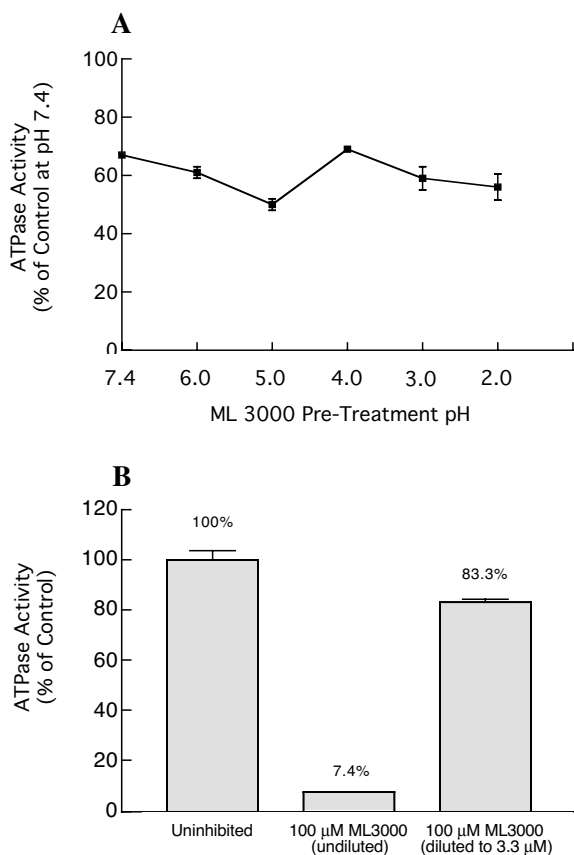 A
ATPase Activity
(% of Control at pH 7.4)
100
80
60
40
20
0
7.4 6.0 5.0 4.0 3.0 2.0
ML 3000 Pre-Treatment pH
B
ATPase Activity
(% of Control)
120
100
80
60
40
20
0
100%
7.4%
83.3%
Uninhibited
100 μM ML3000
(undiluted)
100 μM ML3000
(diluted to 3.3 μM)